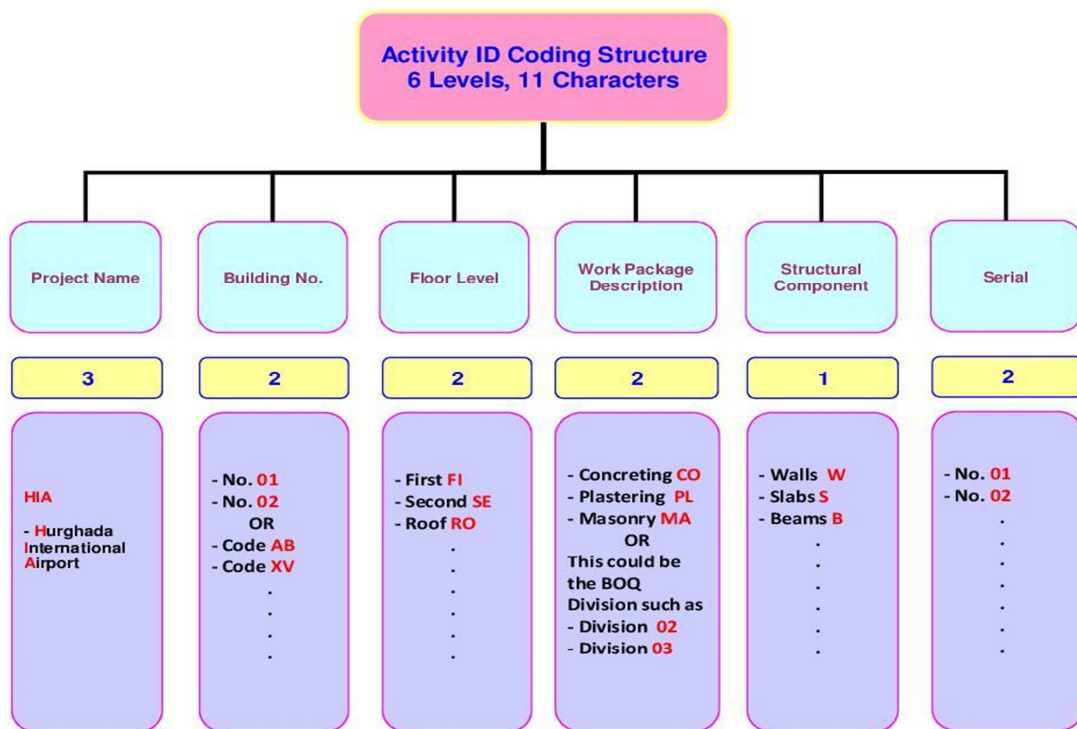 Activity ID Coding Structure
6 Levels, 11 Characters
Project Name
Building No.
Floor Level
Work Package
Description
Structural
Component
Serial
3
2
2
2
1
2
HIA
- Hurghada
International
Airport
- No. 01
- No. 02
OR
- Code AB
- Code XV
.
.
.
.
- First FI
- Second SE
- Roof RO
.
.
.
.
.
.
- Concreting CO
- Plastering PL
- Masonry MA
OR
This could be
the BOQ
Division such as
- Division 02
- Division 03
.
- Walls W
- Slabs S
- Beams B
.
.
.
.
.
.
- No. 01
- No. 02
.
.
.
.
.
.
.